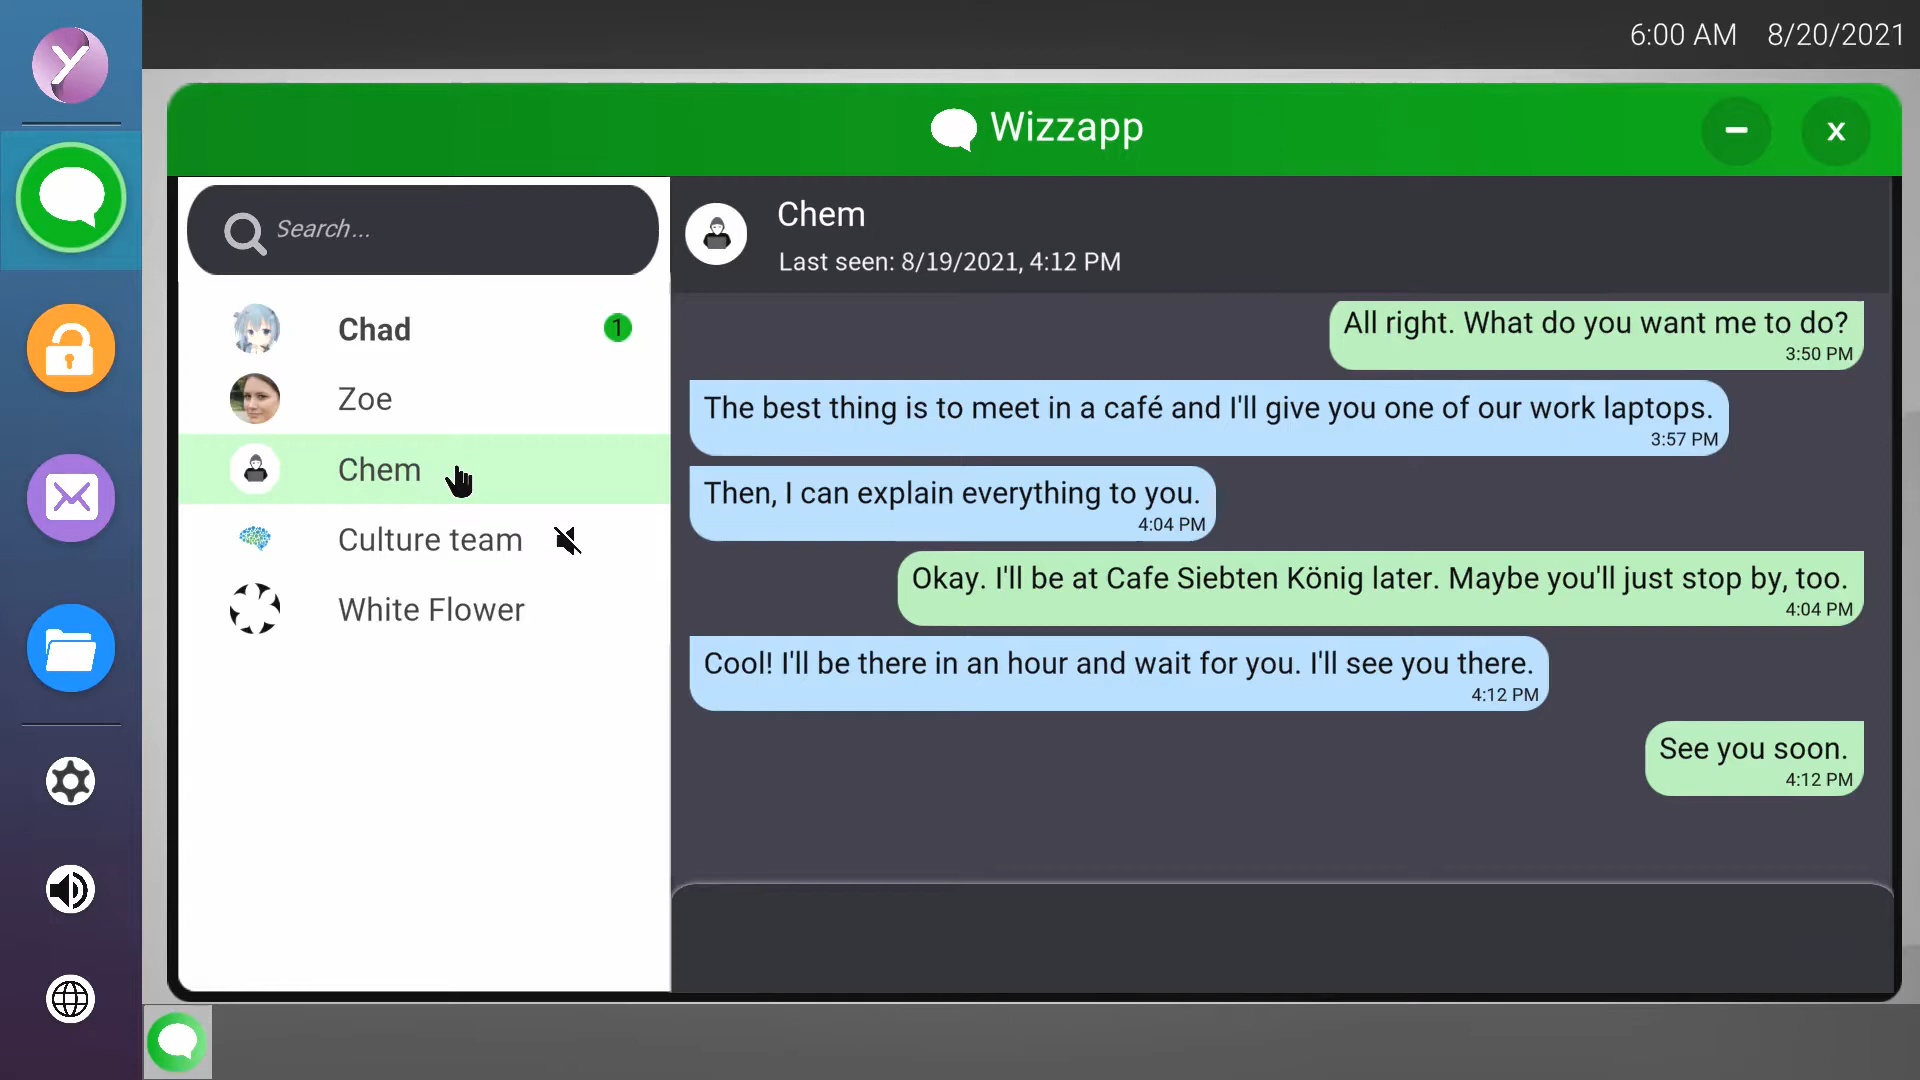 6:00 AM 8/20/2021
Wizzapp
x
Search...
Chad 1
Zoe
Chem
Culture team
White Flower
Chem
Last seen: 8/19/2021, 4:12 PM
All right. What do you want me to do?
3:50 PM
The best thing is to meet in a café and I'll give you one of our work laptops.
3:57 PM
Then, I can explain everything to you.
4:04 PM
Okay. I'll be at Cafe Siebten König later. Maybe you'll just stop by, too.
4:04 PM
Cool! I'll be there in an hour and wait for you. I'll see you there.
4:12 PM
See you soon.
4:12 PM